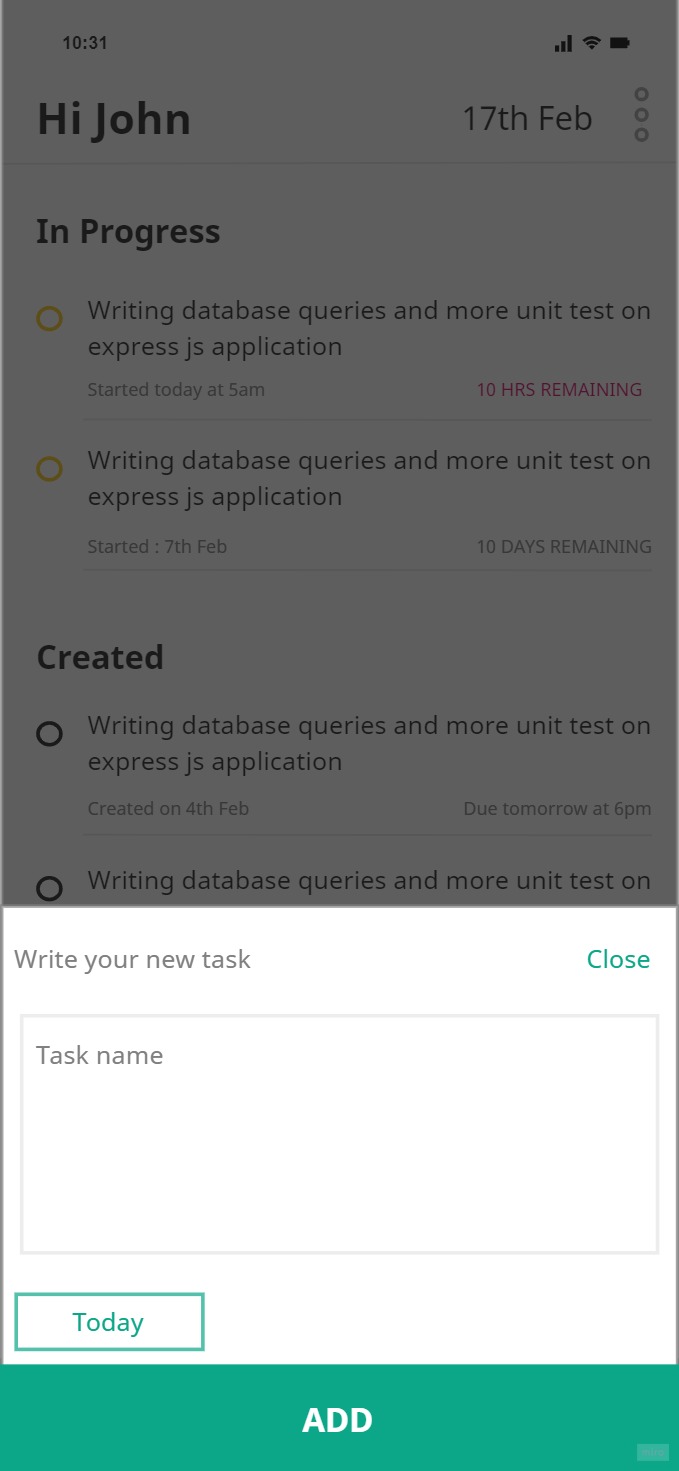 10:31
Hi John
17th Feb
In Progress
Writing database queries and more unit test on
express js application
Started today at 5am
10 HRS REMAINING
Writing database queries and more unit test on
express js application
Started : 7th Feb
10 DAYS REMAINING
Created
Writing database queries and more unit test on
express js application
Created on 4th Feb
Due tomorrow at 6pm
Writing database queries and more unit test on
Write your new task
Close
Task name
Today
ADD